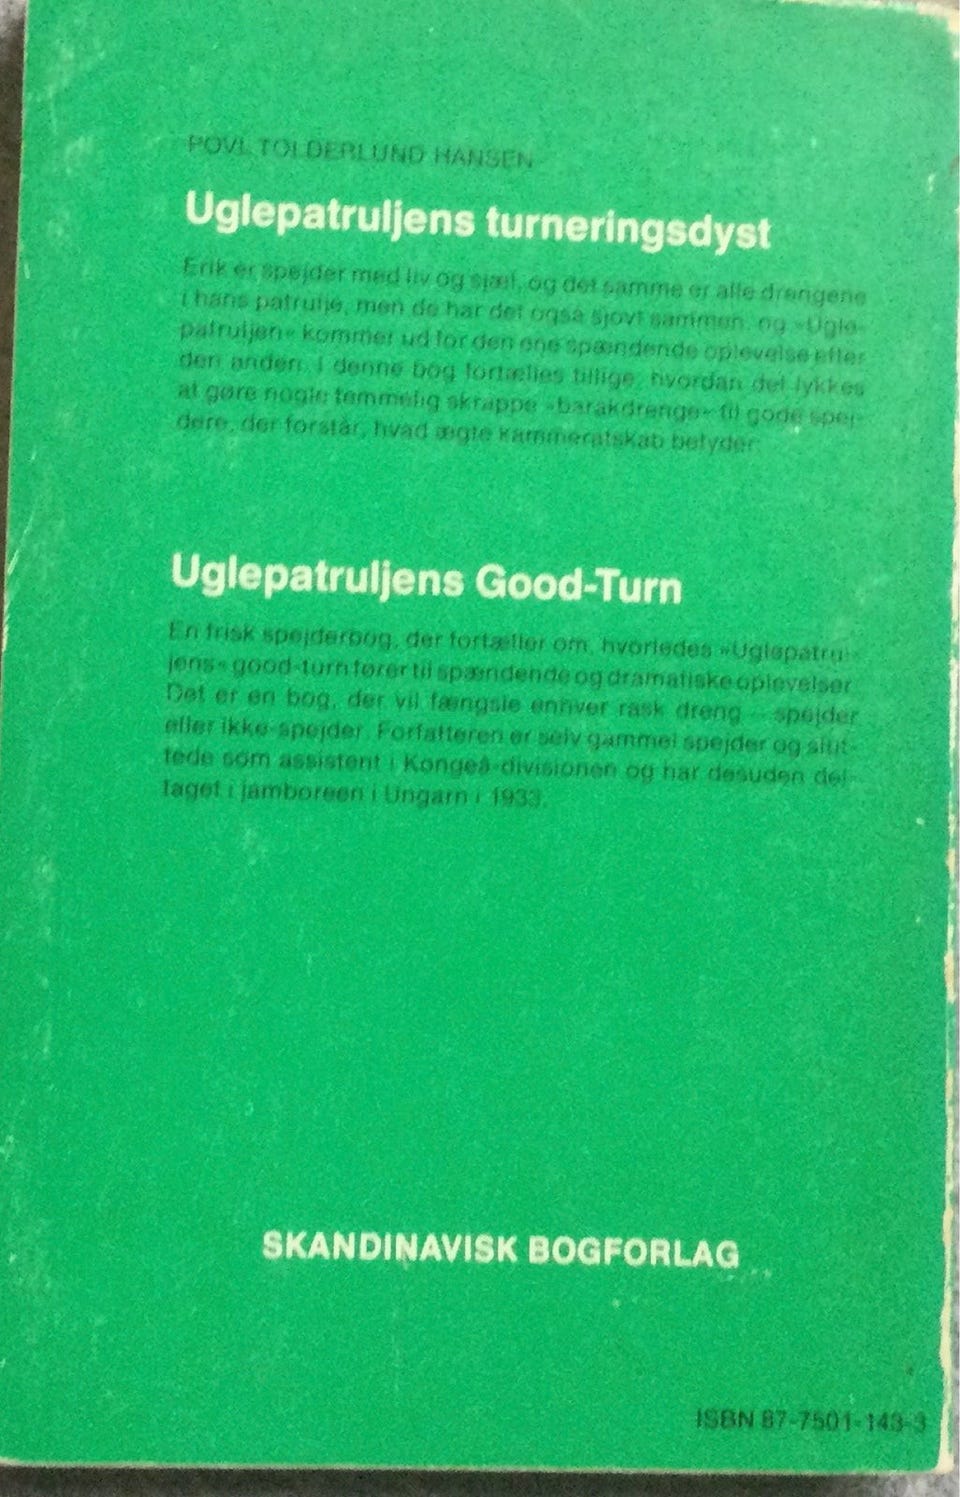 POVL TOLDERLUND HANSEN
Uglepatruljens turneringsdyst
Erik er spejder med liv og sjæl, og det samme er alle drengene
i hans patrulje, men de har det også sjovt sammen, og »Ugle-
patruljen« kommer ud for den ene spændende oplevelse efter
den anden. I denne bog fortælles tillige, hvordan det lykkes
at gøre nogle temmelig skrappe »barakdrenge« til gode spej-
dere, der forstår, hvad ægte kammeratskab betyder.
Uglepatruljens Good-Turn
En frisk spejderbog, der fortæller om, hvorledes »Uglepatrul-
jens« good-turn fører til spændende og dramatiske oplevelser.
Det er en bog, der vil fængsle enhver rask dreng – spejder
eller ikke-spejder. Forfatteren er selv gammel spejder og slut-
tede som assistent i Kongeå-divisionen og har desuden del-
taget i jamboreen i Ungarn i 1933.
SKANDINAVISK BOGFORLAG
ISBN 87-7501-143-3